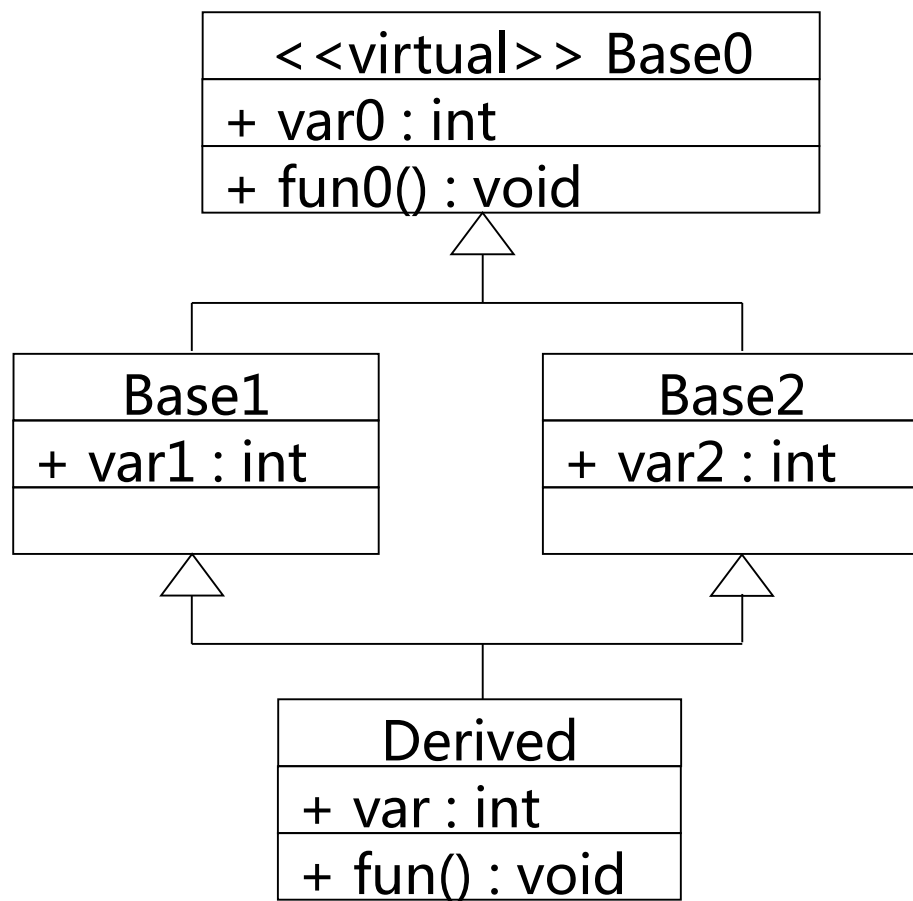 <<virtual>> Base0
+ var0 : int
+ fun0() : void
Base1
+ var1 : int
Base2
+ var2 : int
Derived
+ var : int
+ fun() : void